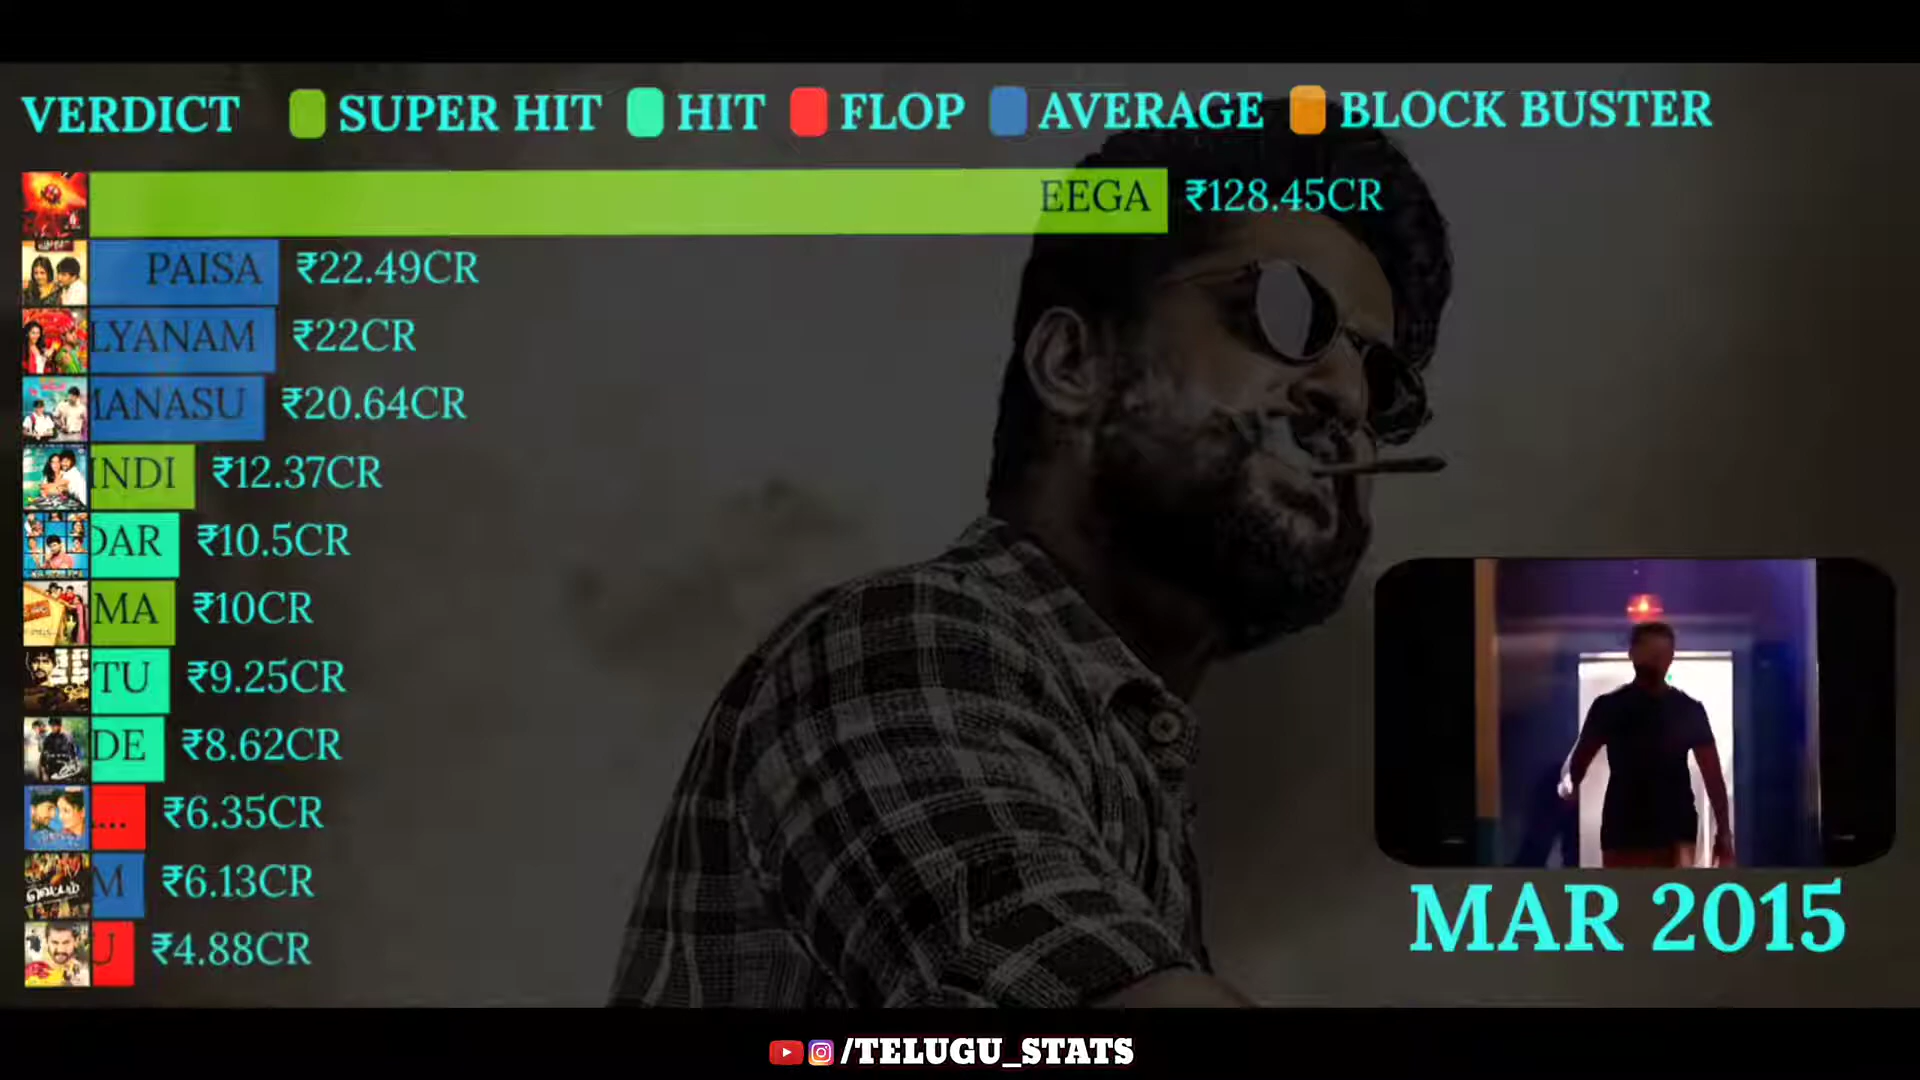 VERDICT SUPER HIT HIT FLOP AVERAGE BLOCK BUSTER
EEGA ₹128.45CR
PAISA ₹22.49CR
LYANAM ₹22CR
MANASU ₹20.64CR
INDI ₹12.37CR
DAR ₹10.5CR
MA ₹10CR
TU ₹9.25CR
DE ₹8.62CR
... ₹6.35CR
M ₹6.13CR
U ₹4.88CR
MAR 2015
/TELUGU_STATS